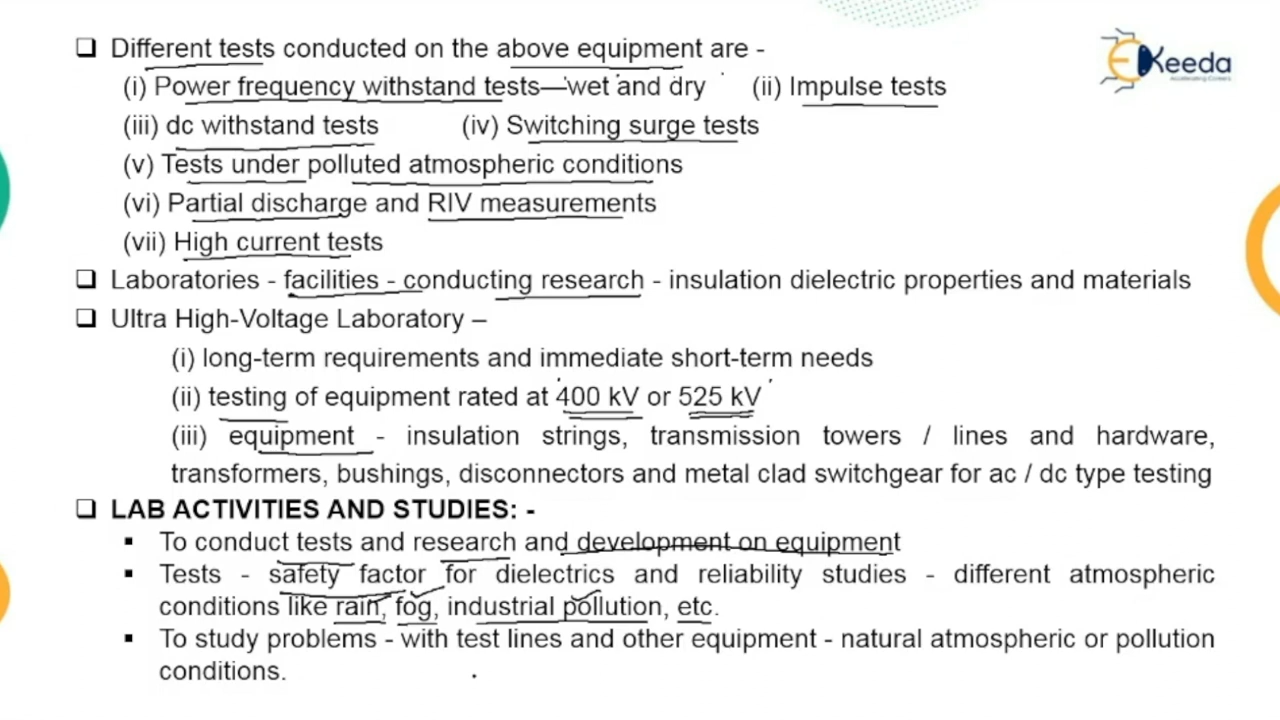 ❑ Different tests conducted on the above equipment are -
(i) Power frequency withstand tests—wet and dry (ii) Impulse tests
(iii) dc withstand tests (iv) Switching surge tests
(v) Tests under polluted atmospheric conditions
(vi) Partial discharge and RIV measurements
(vii) High current tests
❑ Laboratories - facilities - conducting research - insulation dielectric properties and materials
❑ Ultra High-Voltage Laboratory –
(i) long-term requirements and immediate short-term needs
(ii) testing of equipment rated at 400 kV or 525 kV
(iii) equipment - insulation strings, transmission towers / lines and hardware,
transformers, bushings, disconnectors and metal clad switchgear for ac / dc type testing
❑ LAB ACTIVITIES AND STUDIES: -
▪ To conduct tests and research and development on equipment
▪ Tests - safety factor for dielectrics and reliability studies - different atmospheric
conditions like rain, fog, industrial pollution, etc.
▪ To study problems - with test lines and other equipment - natural atmospheric or pollution
conditions.
EKeeda